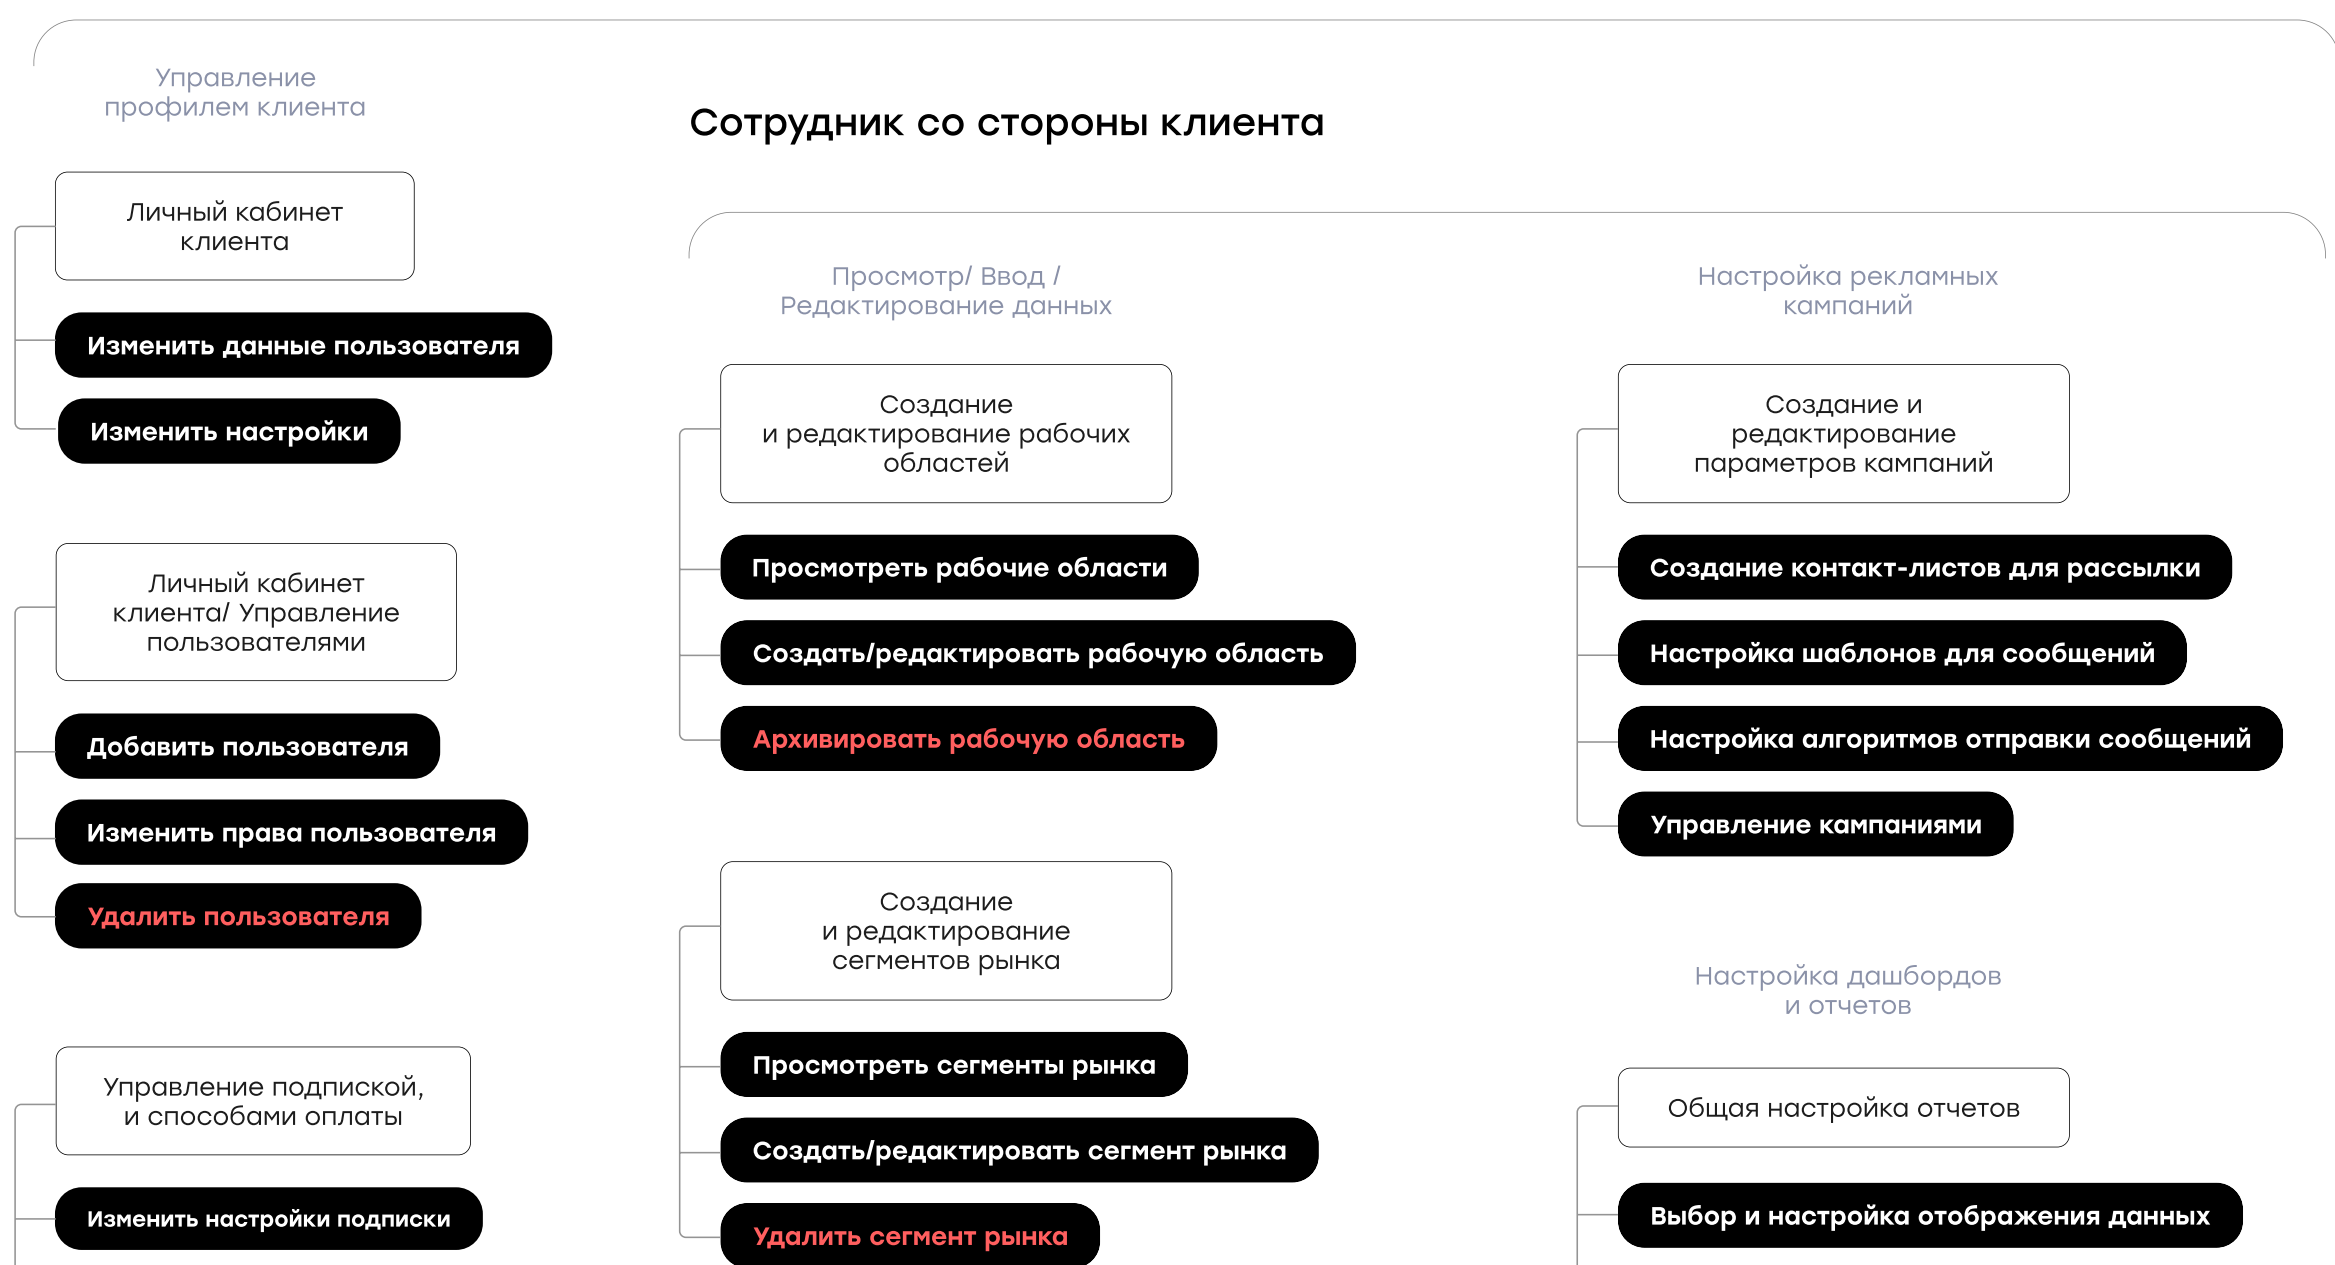 Управление
профилем клиента
Личный кабинет
клиента
Изменить данные пользователя
Изменить настройки
Личный кабинет
клиента/ Управление
пользователями
Добавить пользователя
Изменить права пользователя
Удалить пользователя
Управление подпиской,
и способами оплаты
Изменить настройки подписки
Сотрудник со стороны клиента
Просмотр/ Ввод /
Редактирование данных
Создание
и редактирование рабочих
областей
Просмотреть рабочие области
Создать/редактировать рабочую область
Архивировать рабочую область
Создание
и редактирование
сегментов рынка
Просмотреть сегменты рынка
Создать/редактировать сегмент рынка
Удалить сегмент рынка
Настройка рекламных
кампаний
Создание и
редактирование
параметров кампаний
Создание контакт-листов для рассылки
Настройка шаблонов для сообщений
Настройка алгоритмов отправки сообщений
Управление кампаниями
Настройка дашбордов
и отчетов
Общая настройка отчетов
Выбор и настройка отображения данных